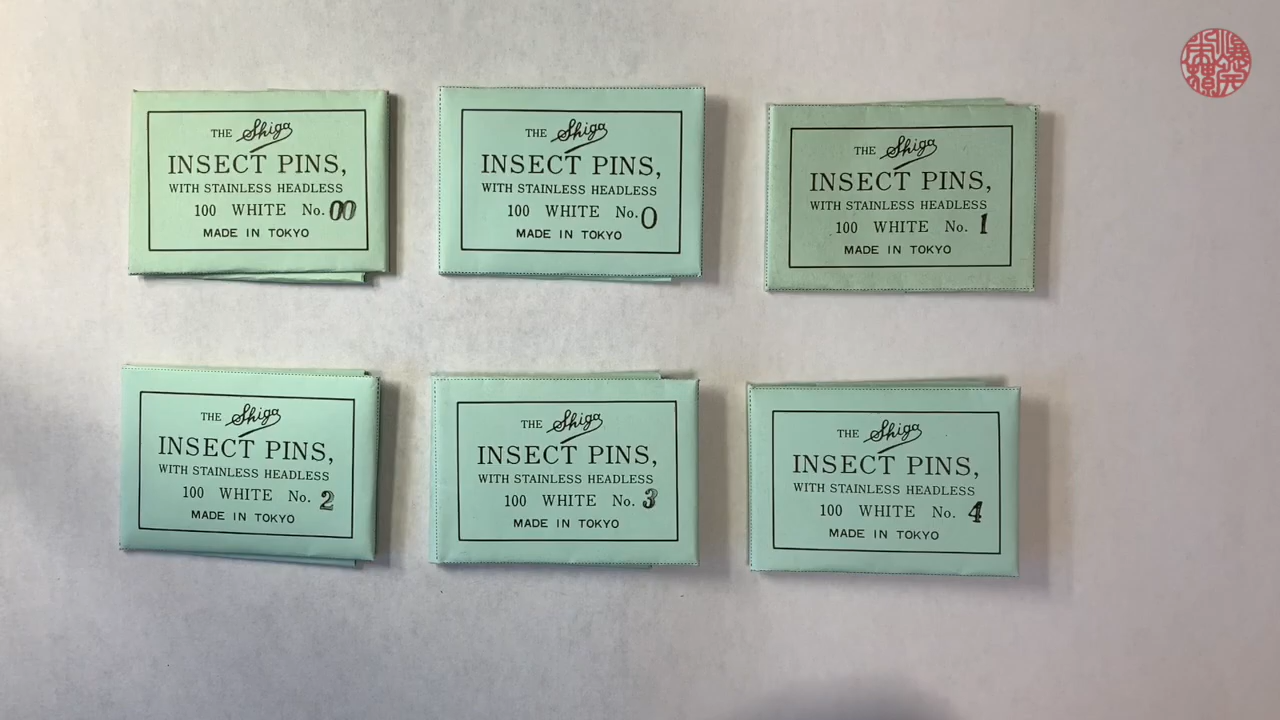 THE Shiga
INSECT PINS,
WITH STAINLESS HEADLESS
100 WHITE No. 00
MADE IN TOKYO
THE Shiga
INSECT PINS,
WITH STAINLESS HEADLESS
100 WHITE No. 0
MADE IN TOKYO
THE Shiga
INSECT PINS,
WITH STAINLESS HEADLESS
100 WHITE No. 1
MADE IN TOKYO
THE Shiga
INSECT PINS,
WITH STAINLESS HEADLESS
100 WHITE No. 2
MADE IN TOKYO
THE Shiga
INSECT PINS,
WITH STAINLESS HEADLESS
100 WHITE No. 3
MADE IN TOKYO
THE Shiga
INSECT PINS,
WITH STAINLESS HEADLESS
100 WHITE No. 4
MADE IN TOKYO